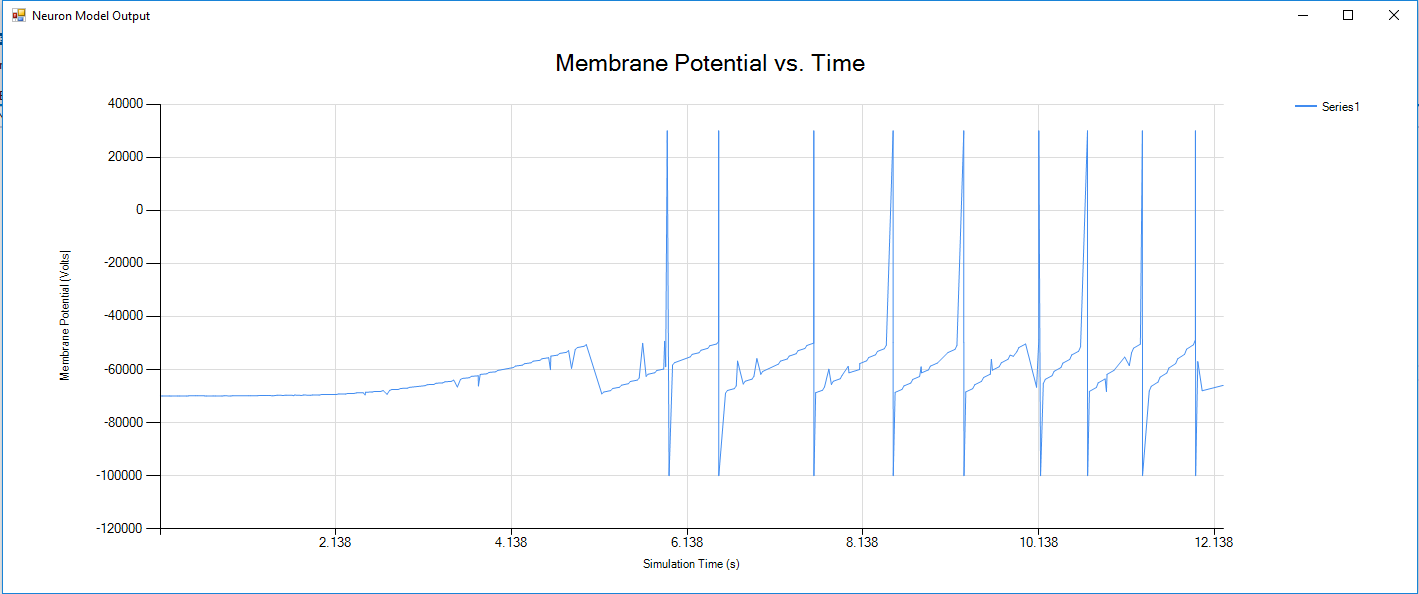 Neuron Model Output
Membrane Potential vs. Time
40000
20000
0
-20000
-40000
-60000
-80000
-100000
-120000
Membrane Potential (Volts|
2.138 4.138 6.138 8.138 10.138 12.138
Simulation Time (s)
Series1